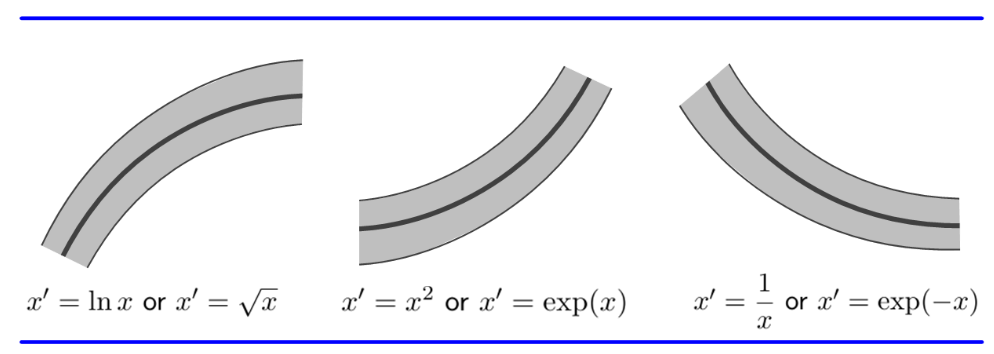 x′ = ln x or x′ = √x
x′ = x² or x′ = exp(x)
x′ = 1/x or x′ = exp(−x)